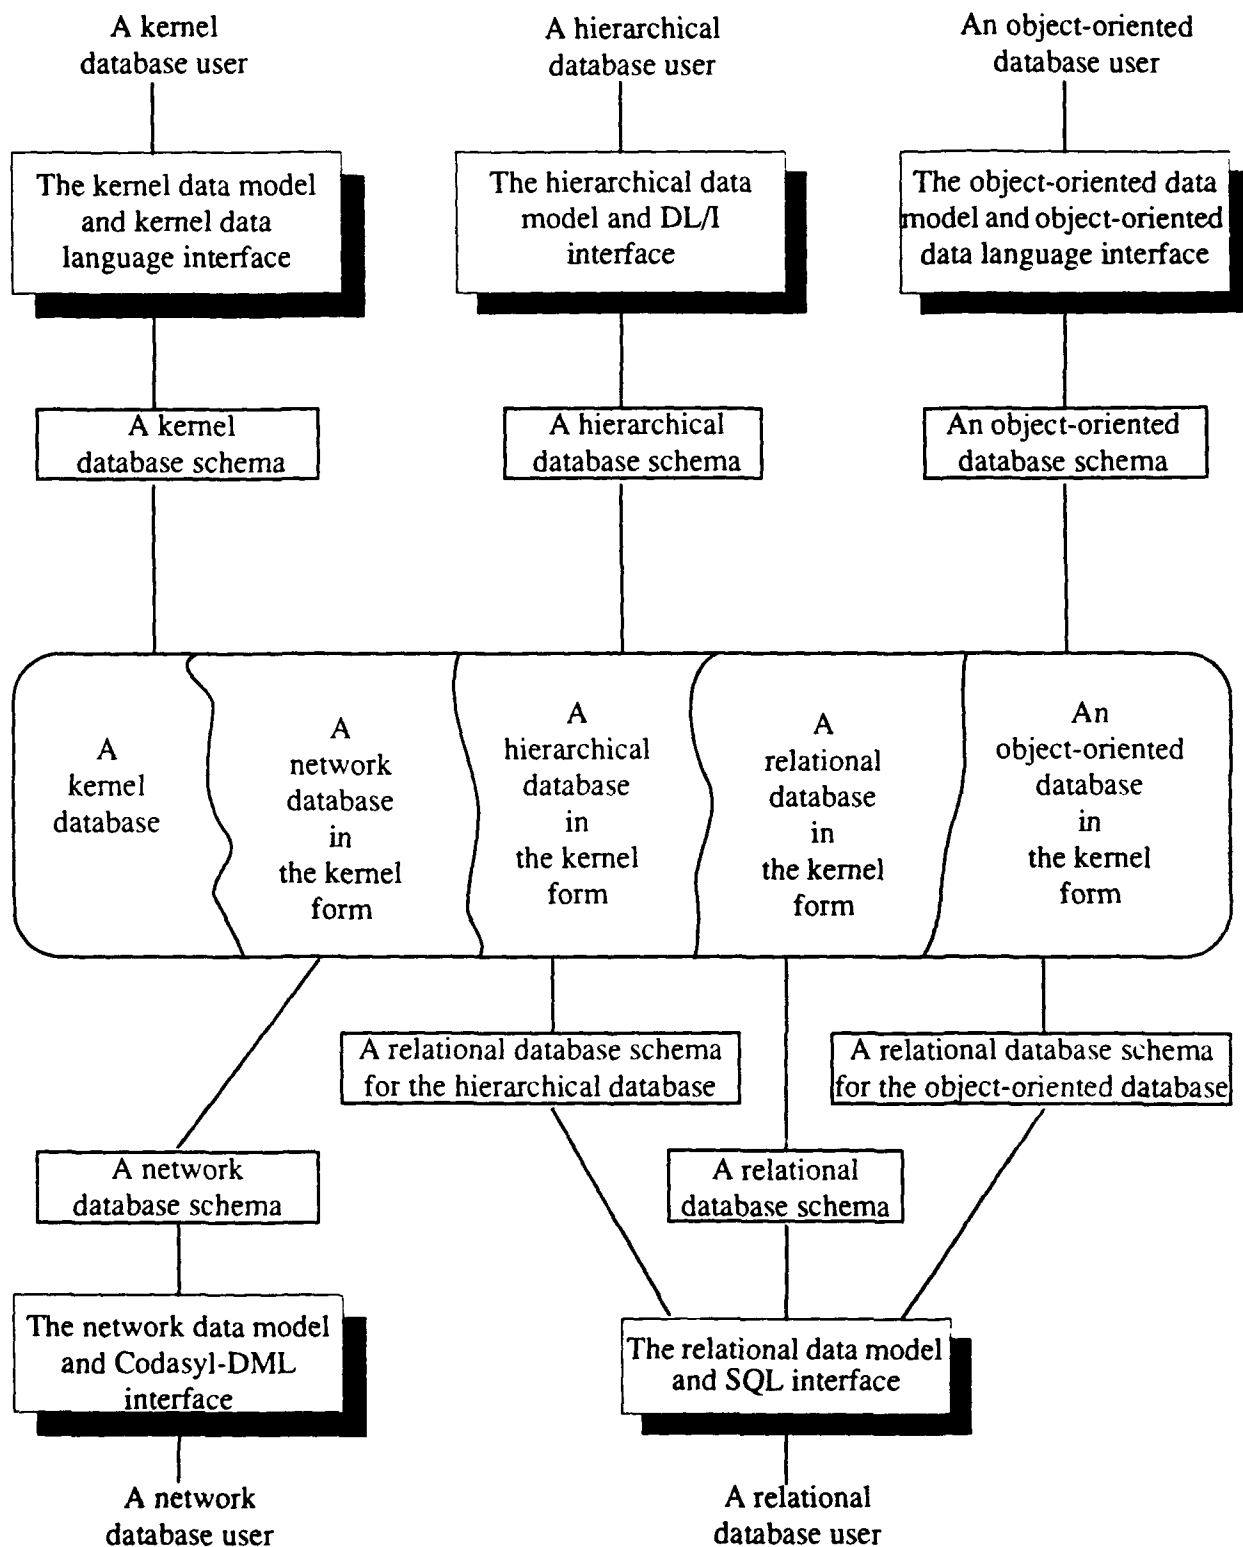 A kernel
database user
A hierarchical
database user
An object-oriented
database user
The kernel data model
and kernel data
language interface
The hierarchical data
model and DL/I
interface
The object-oriented data
model and object-oriented
data language interface
A kernel
database schema
A hierarchical
database schema
An object-oriented
database schema
A
kernel
database
A
network
database
in
the kernel
form
A
hierarchical
database
in
the kernel
form
A
relational
database
in
the kernel
form
An
object-oriented
database
in
the kernel
form
A relational database schema
for the hierarchical database
A relational database schema
for the object-oriented database
A network
database schema
A relational
database schema
The network data model
and Codasyl-DML
interface
The relational data model
and SQL interface
A network
database user
A relational
database user